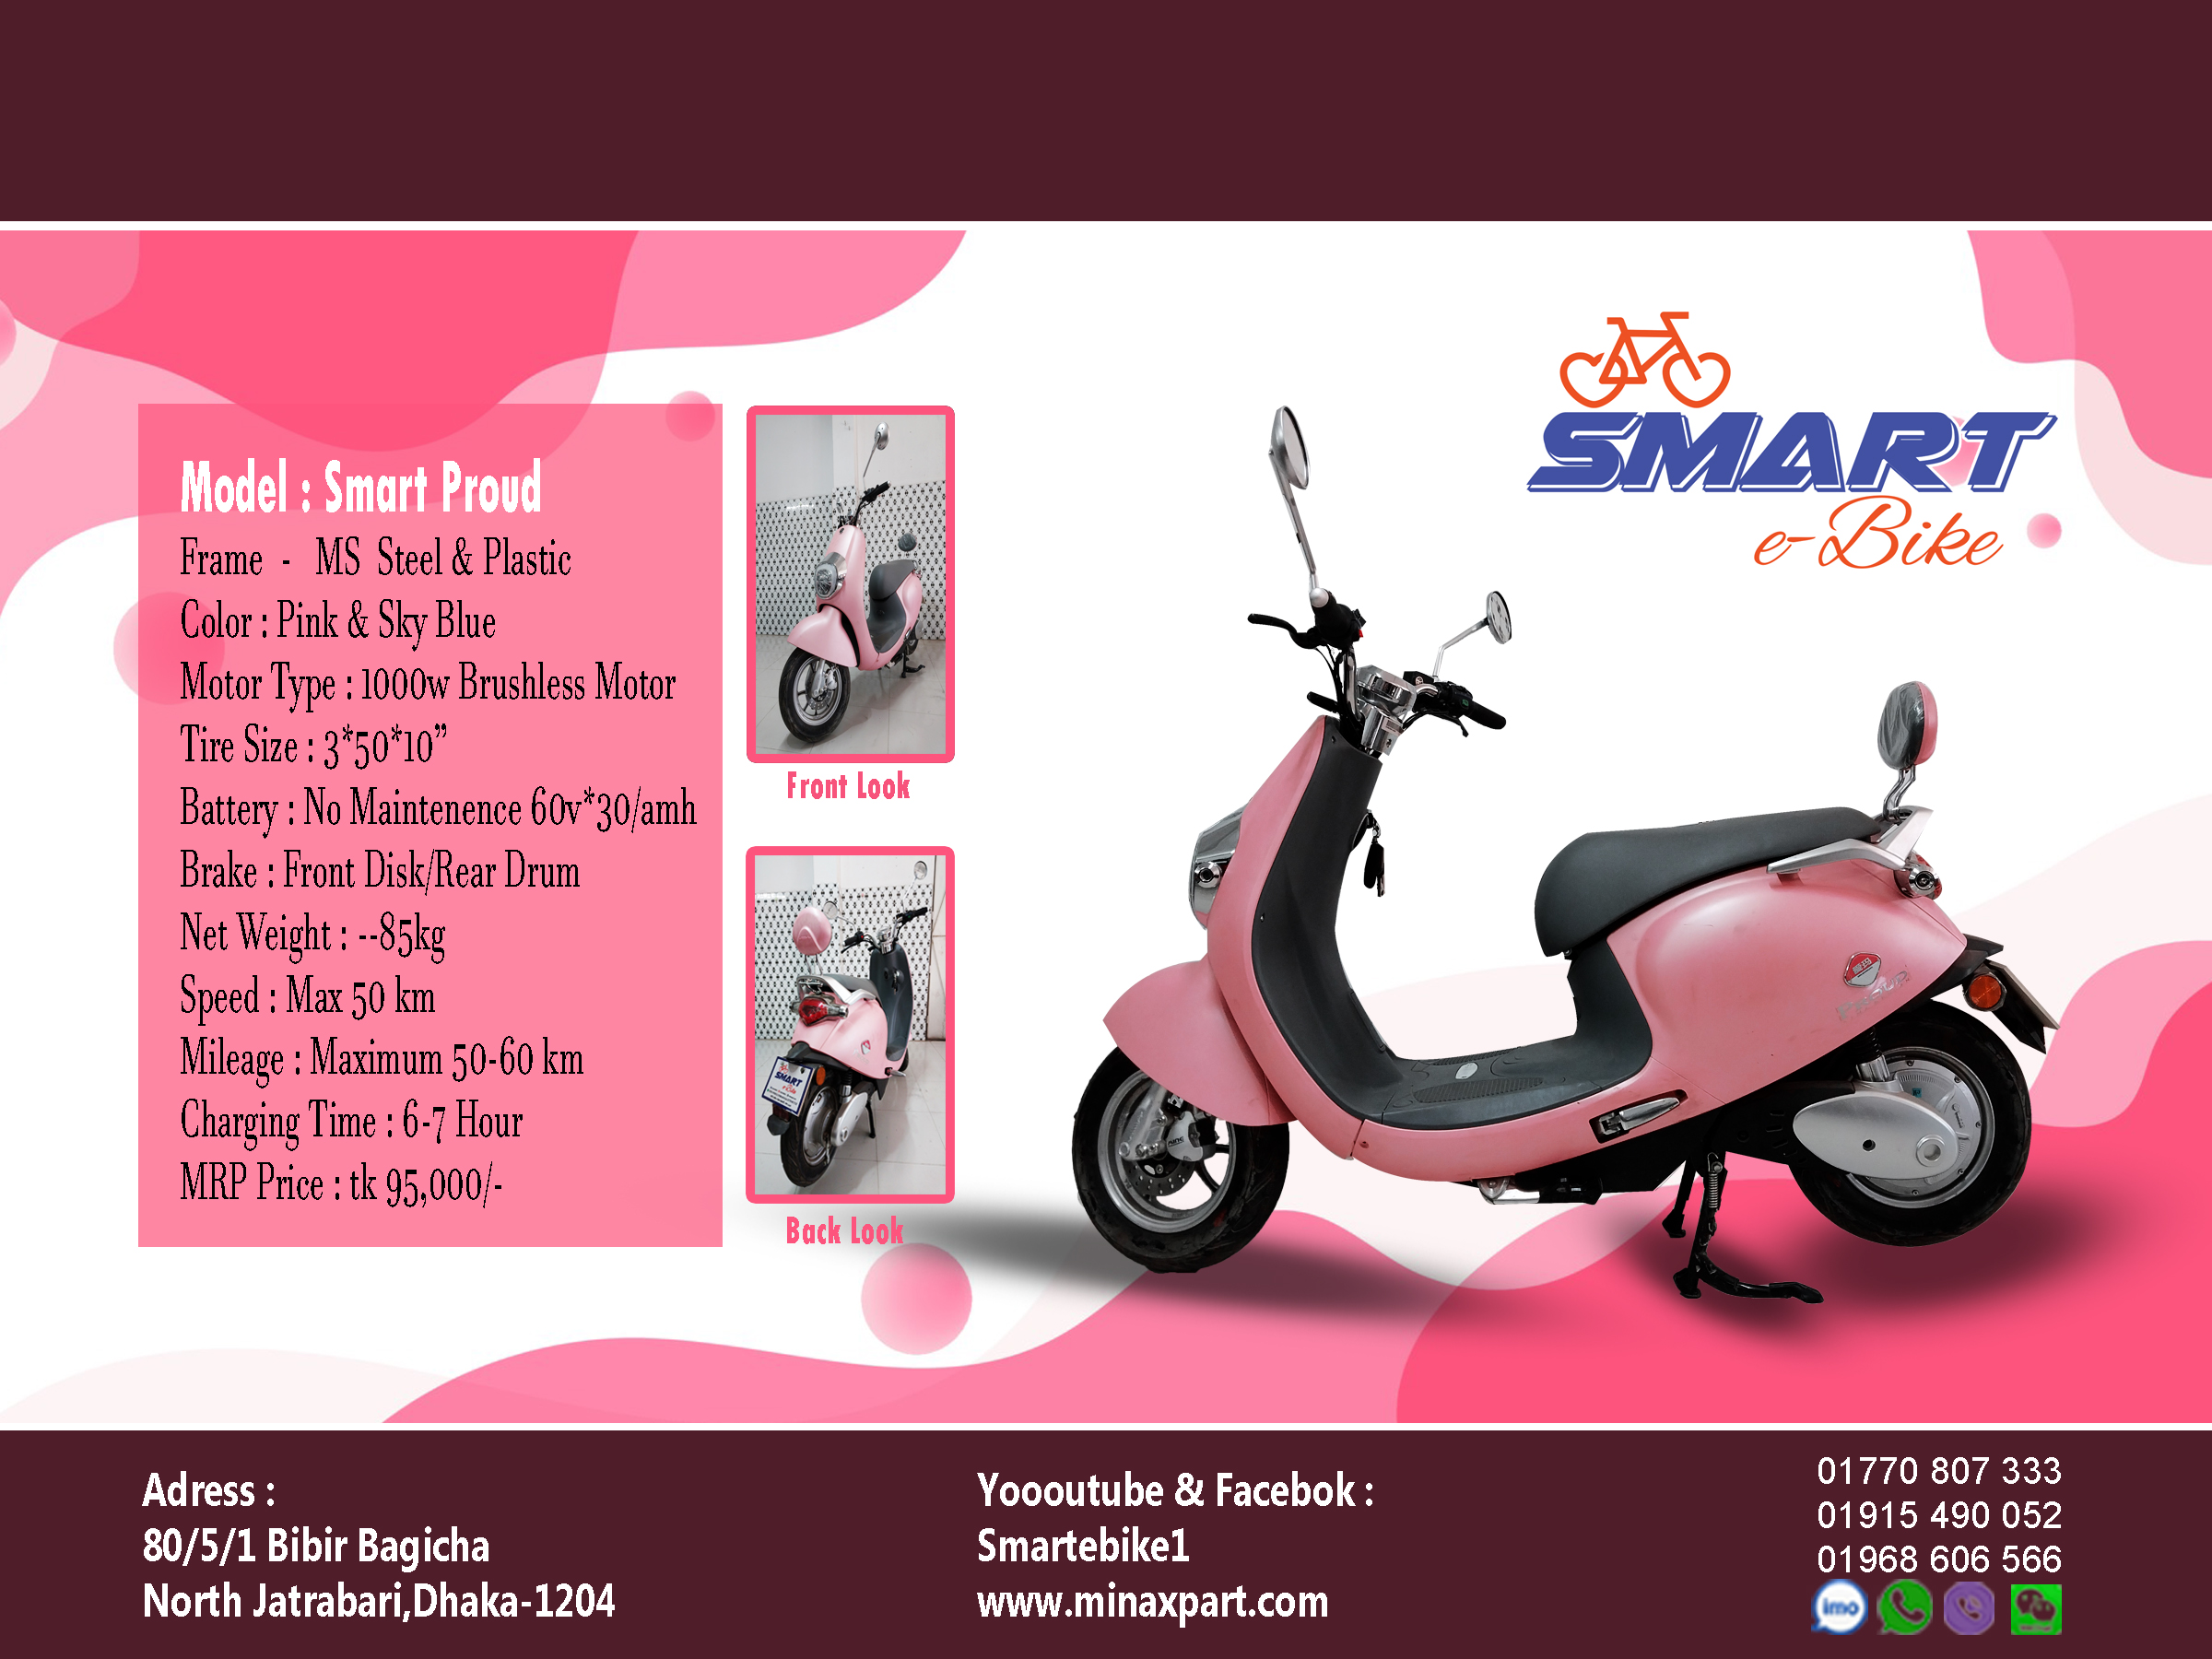 SMART
e-Bike
Model : Smart Proud
Frame - MS Steel & Plastic
Color : Pink & Sky Blue
Motor Type : 1000w Brushless Motor
Tire Size : 3*50*10”
Battery : No Maintenence 60v*30/amh
Brake : Front Disk/Rear Drum
Net Weight : --85kg
Speed : Max 50 km
Mileage : Maximum 50-60 km
Charging Time : 6-7 Hour
MRP Price : tk 95,000/-
Front Look
SMART
Back Look
Adress :
80/5/1 Bibir Bagicha
North Jatrabari,Dhaka-1204
Yoooutube & Facebok :
Smartebike1
www.minaxpart.com
01770 807 333
01915 490 052
01968 606 566
imo